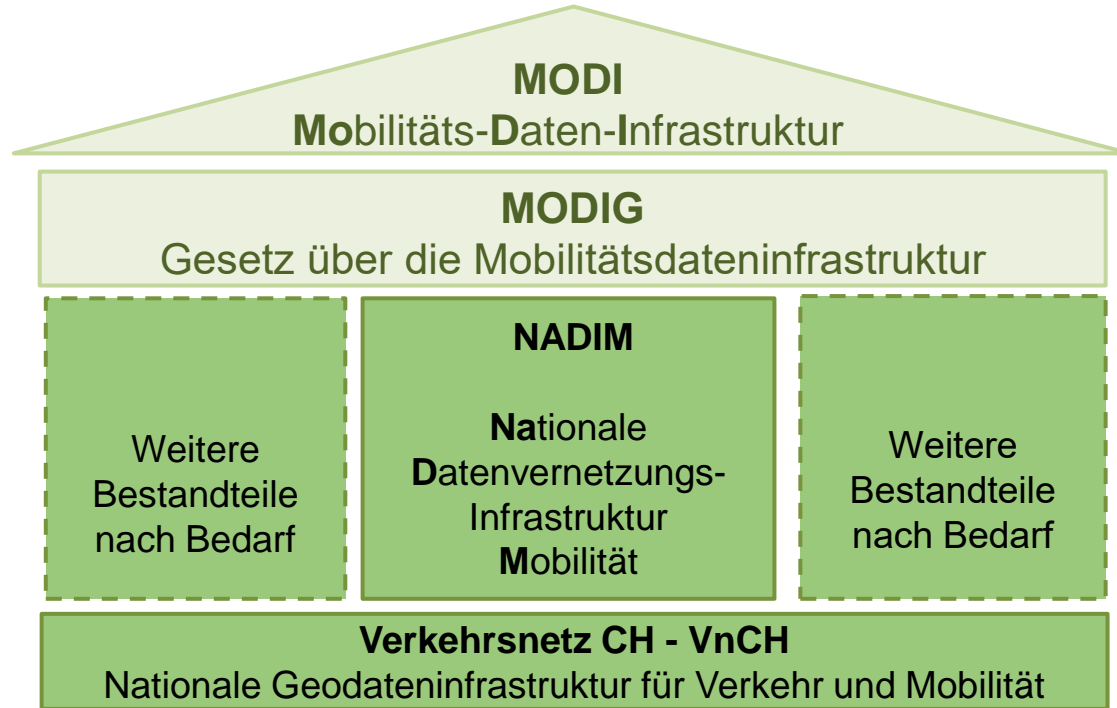 MODI
Mobilitäts-Daten-Infrastruktur
MODIG
Gesetz über die Mobilitätsdateninfrastruktur
Weitere
Bestandteile
nach Bedarf
NADIM
Nationale
Datenvernetzungs-
Infrastruktur
Mobilität
Weitere
Bestandteile
nach Bedarf
Verkehrsnetz CH - VnCH
Nationale Geodateninfrastruktur für Verkehr und Mobilität